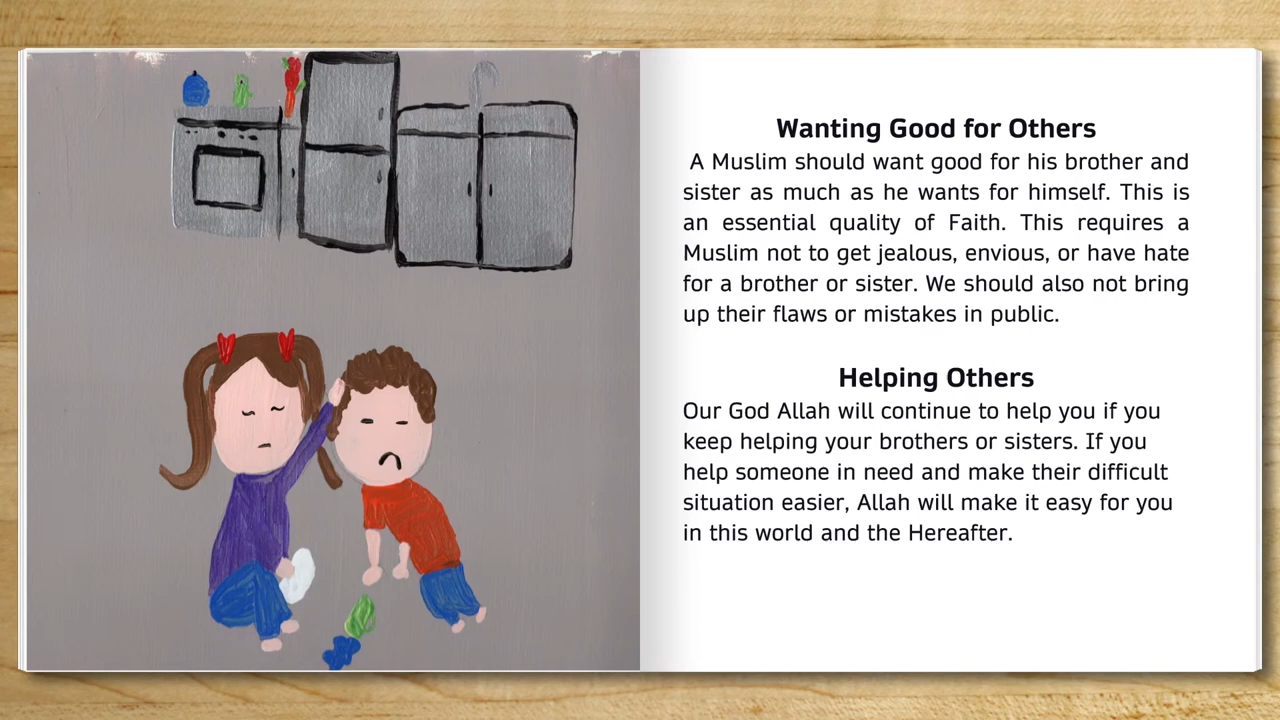 Wanting Good for Others
A Muslim should want good for his brother and
sister as much as he wants for himself. This is
an essential quality of Faith. This requires a
Muslim not to get jealous, envious, or have hate
for a brother or sister. We should also not bring
up their flaws or mistakes in public.
Helping Others
Our God Allah will continue to help you if you
keep helping your brothers or sisters. If you
help someone in need and make their difficult
situation easier, Allah will make it easy for you
in this world and the Hereafter.